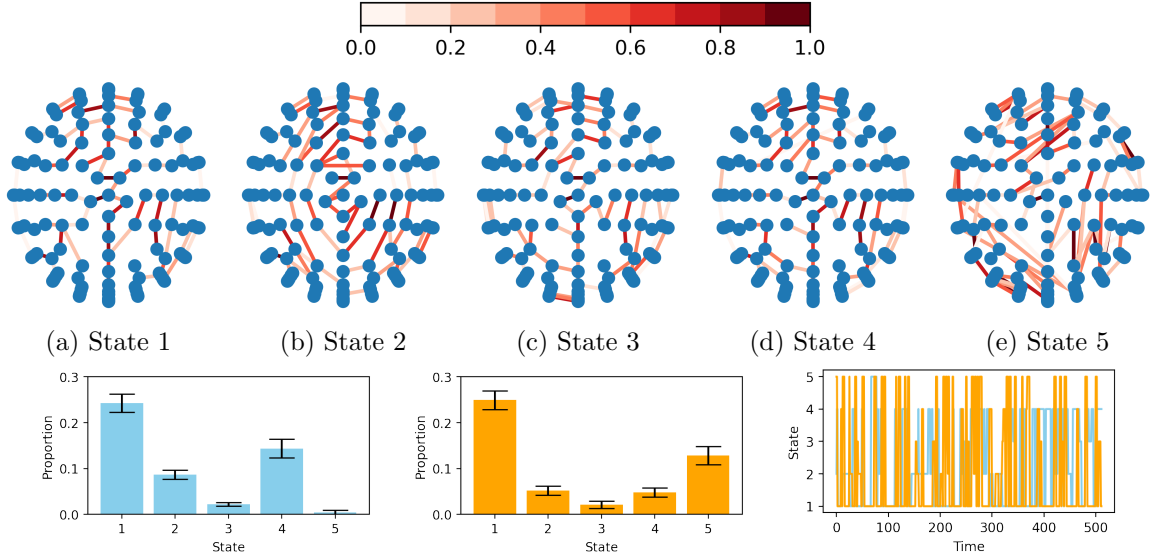 0.0 0.2 0.4 0.6 0.8 1.0
(a) State 1
(b) State 2
(c) State 3
(d) State 4
(e) State 5
0.3
0.2
0.1
0.0
Proportion
1 2 3 4 5
State
0.3
0.2
0.1
0.0
Proportion
1 2 3 4 5
State
5
4
3
2
1
State
0 100 200 300 400 500
Time